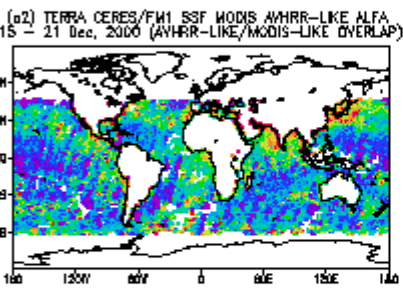 (a2) TERRA CERES/FM1 SSF MODIS AVHRR-LIKE ALFA
15 - 21 Dec, 2000 (AVHRR-LIKE/MODIS-LIKE OVERLAP)
180 120W 60W 0 60E 120E 180